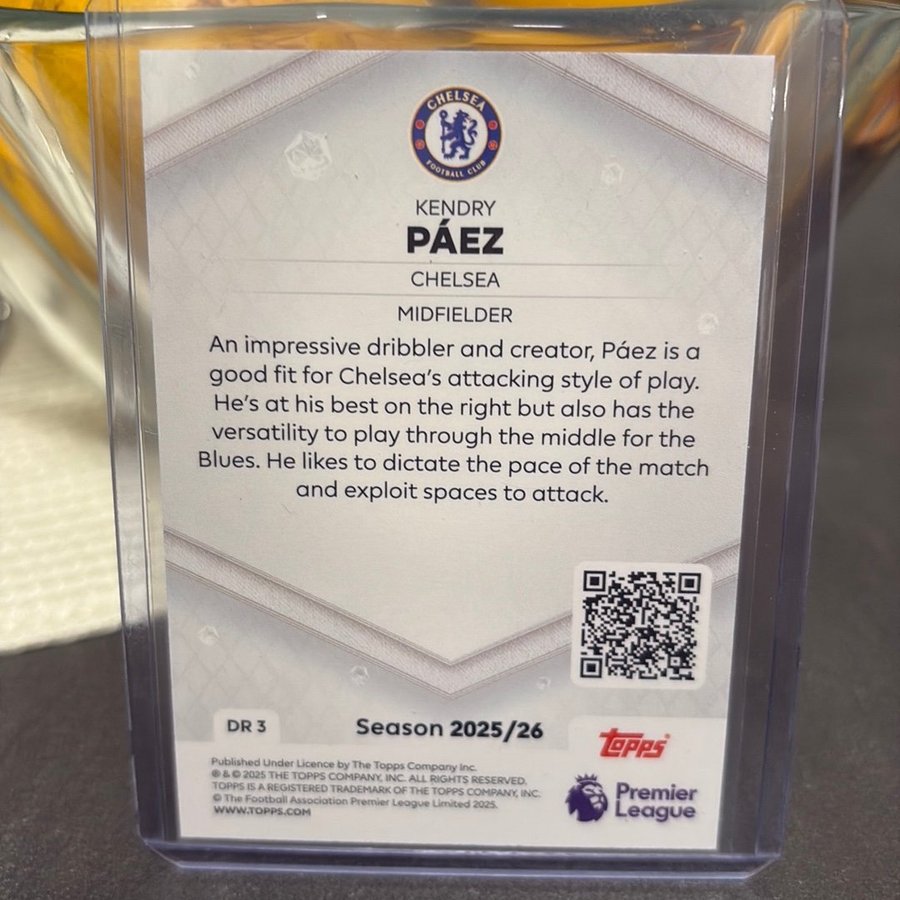 CHELSEA
FOOTBALL CLUB
KENDRY
PÁEZ
CHELSEA
MIDFIELDER
An impressive dribbler and creator, Páez is a
good fit for Chelsea's attacking style of play.
He's at his best on the right but also has the
versatility to play through the middle for the
Blues. He likes to dictate the pace of the match
and exploit spaces to attack.
DR 3
Season 2025/26
topps
Published Under Licence by The Topps Company Inc.
® & © 2025 THE TOPPS COMPANY, INC. ALL RIGHTS RESERVED.
TOPPS IS A REGISTERED TRADEMARK OF THE TOPPS COMPANY, INC.
© The Football Association Premier League Limited 2025.
WWW.TOPPS.COM
Premier
League